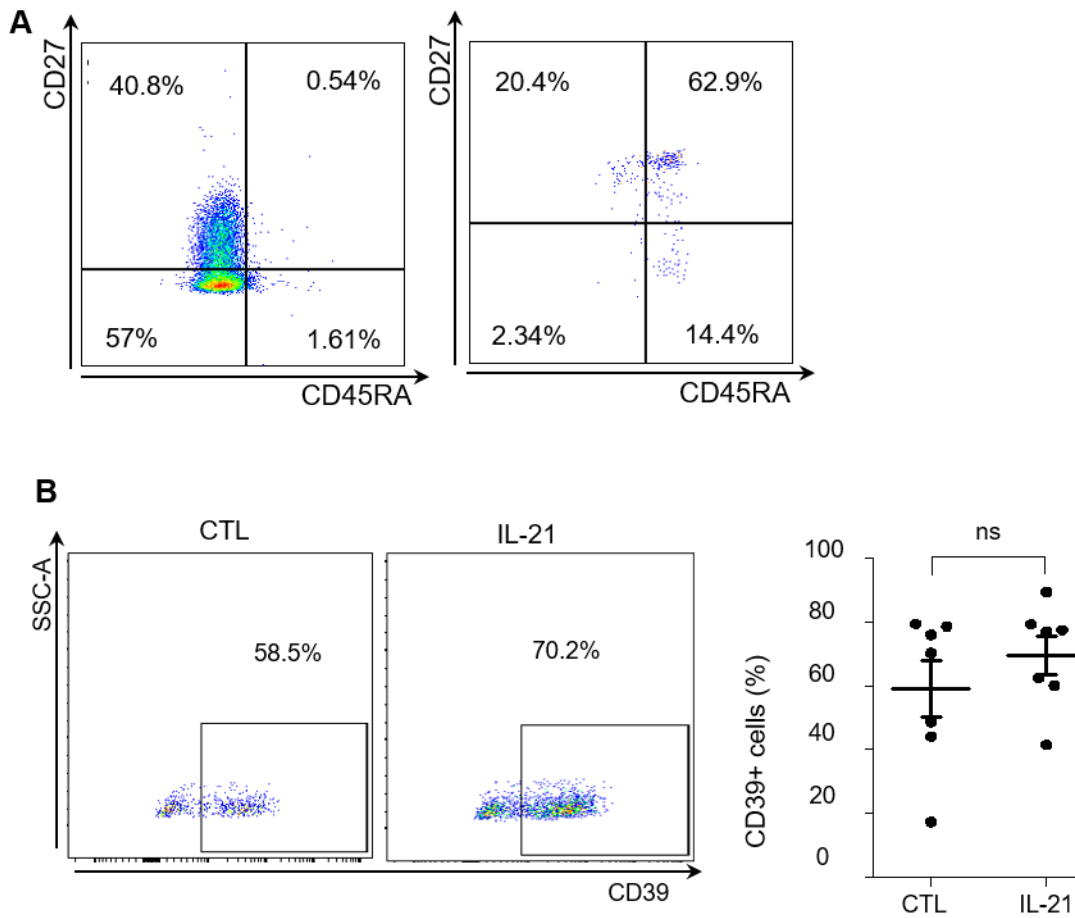 A
CD27
40.8%
0.54%
57%
1.61%
CD45RA
CD27
20.4%
62.9%
2.34%
14.4%
CD45RA
B
CTL
IL-21
SSC-A
58.5%
70.2%
CD39
ns
CD39+ cells (%)
100
80
60
40
20
0
CTL
IL-21